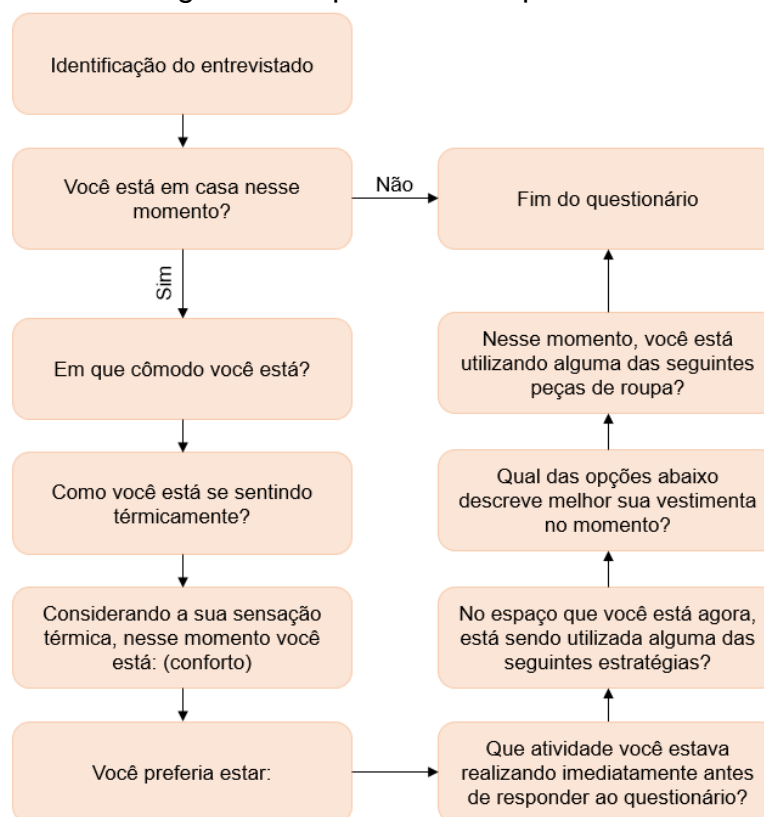 Identificação do entrevistado
Você está em casa nesse
momento?
Não
Fim do questionário
Sim
Em que cômodo você está?
Como você está se sentindo
térmicamente?
Considerando a sua sensação
térmica, nesse momento você
está: (conforto)
Você preferia estar:
Que atividade você estava
realizando imediatamente antes
de responder ao questionário?
No espaço que você está agora,
está sendo utilizada alguma das
seguintes estratégias?
Qual das opções abaixo
descreve melhor sua vestimenta
no momento?
Nesse momento, você está
utilizando alguma das seguintes
peças de roupa?